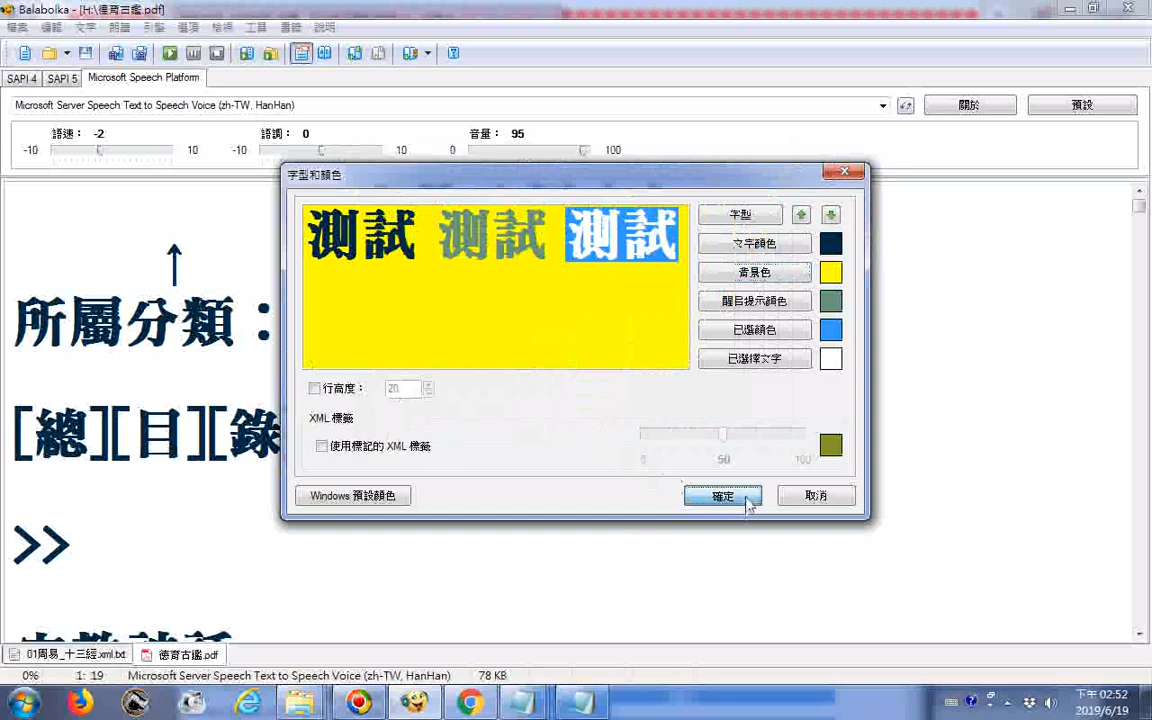 Balabolka - [H:\德育古鑑.pdf]
檔案 編輯 文字 朗讀 引擎 選項 檢視 工具 書籤 說明
SAPI 4 SAPI 5 Microsoft Speech Platform
Microsoft Server Speech Text to Speech Voice (zh-TW, HanHan) 關於 預設
語速： -2 語調： 0 音量： 95
-10 10 -10 10 0 100
字型和顏色
測試 測試 測試
字型
文字顏色
背景色
醒目提示顏色
已選顏色
已選擇文字
行高度： 20
XML 標籤
使用標記的 XML 標籤
0 50 100
Windows 預設顏色 確定 取消
↑
所屬分類：
[總][目][錄
>>
01周易_十三經.xml.txt 德育古鑑.pdf
0% 1: 19 Microsoft Server Speech Text to Speech Voice (zh-TW, HanHan) 78 KB
下午 02:52
2019/6/19